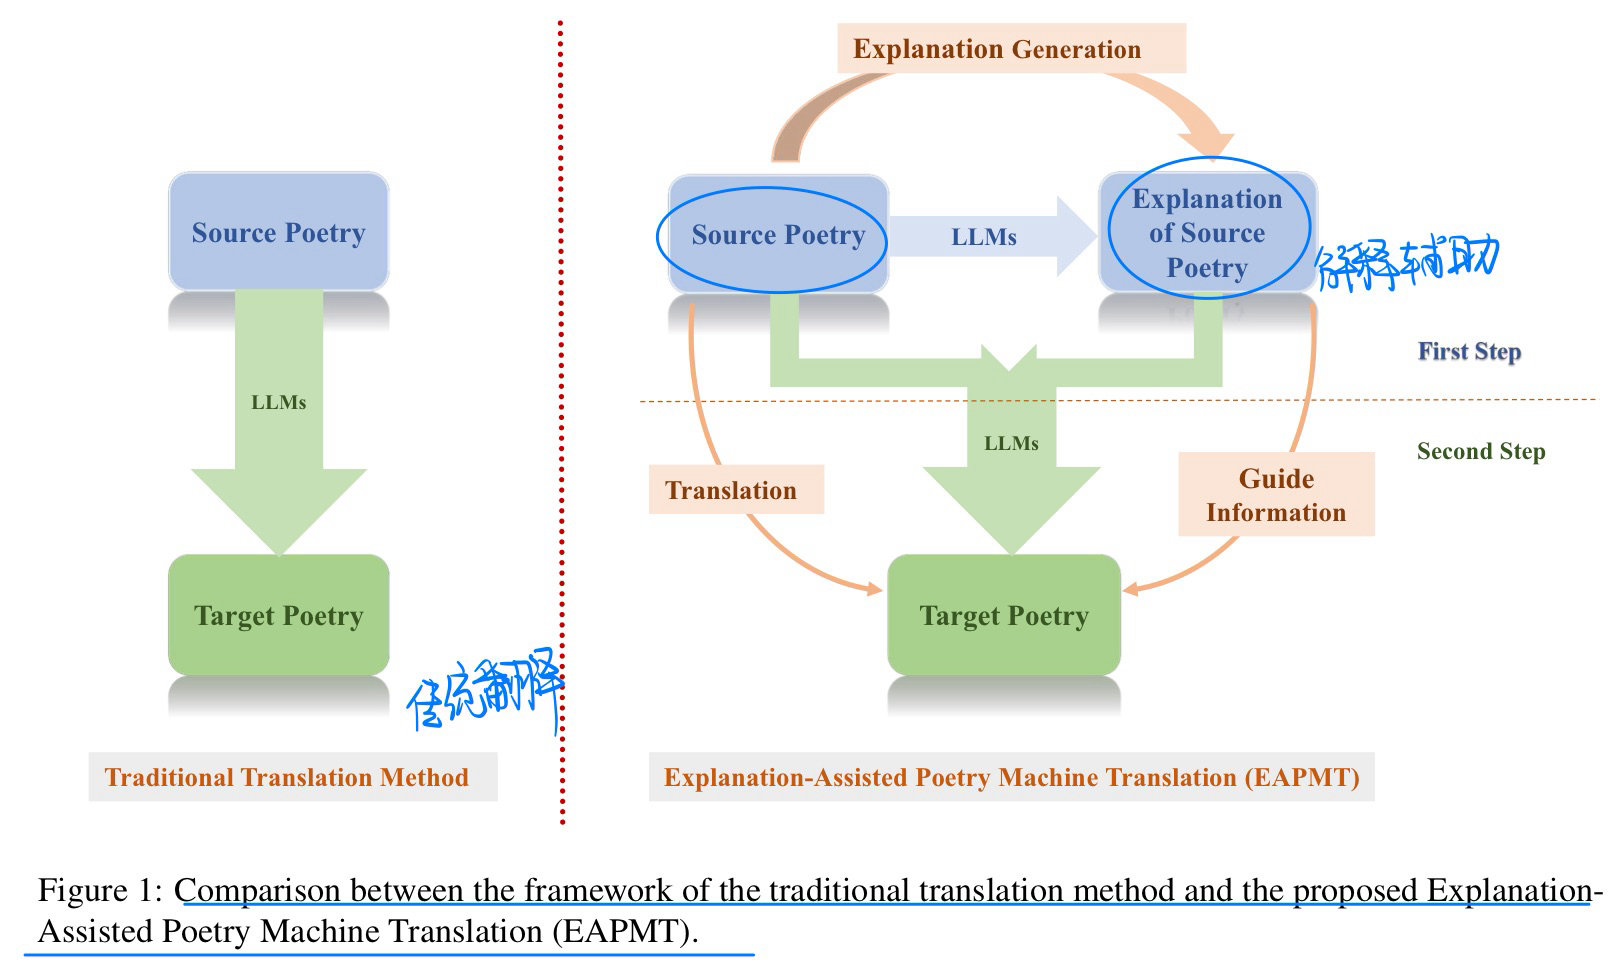 Source Poetry
LLMs
Target Poetry
传统翻译
Traditional Translation Method
Explanation Generation
Source Poetry
LLMs
Explanation
of Source
Poetry
解释辅助
First Step
LLMs
Second Step
Translation
Guide
Information
Target Poetry
Explanation-Assisted Poetry Machine Translation (EAPMT)
Figure 1: Comparison between the framework of the traditional translation method and the proposed Explanation-
Assisted Poetry Machine Translation (EAPMT).